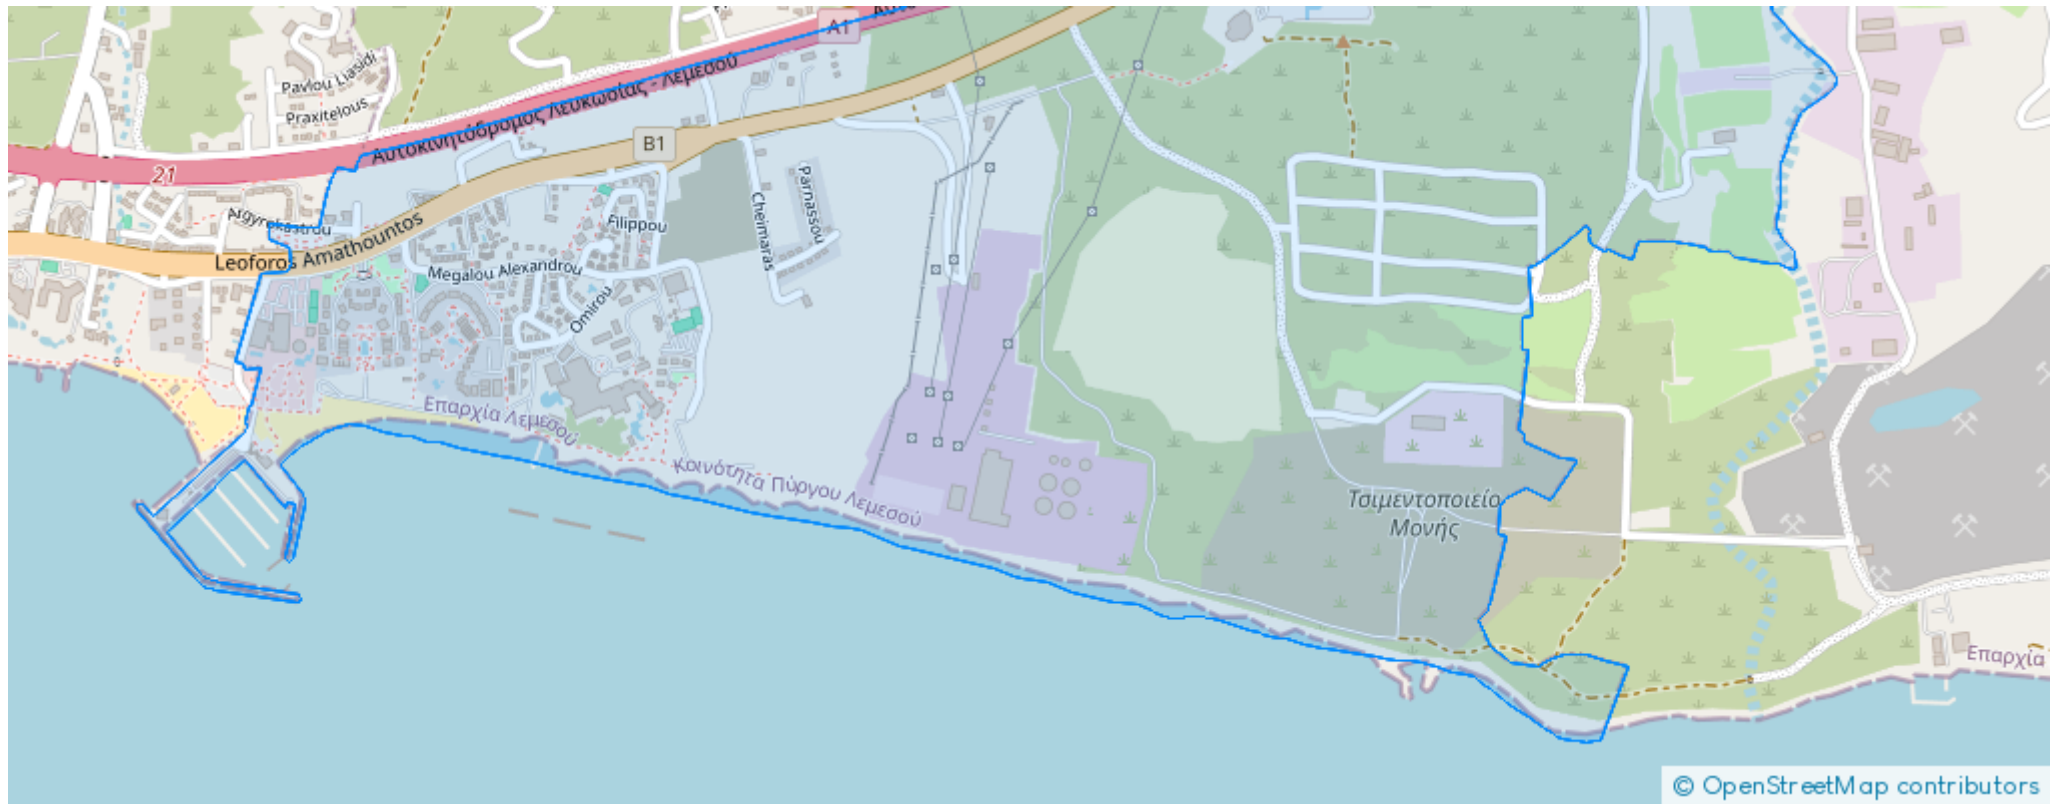 A1
Pavlou Liasidi
Praxitelous
Αυτοκινητόδρομος Λευκωσίας - Λεμεσού
B1
21
Parnassou
Cheimaras
Argyrokastrou
Filippou
Leoforos Amathountos
Megalou Alexandrou
Omirou
Επαρχία Λεμεσού
Κοινότητα Πύργου Λεμεσού
Τσιμεντοποιείο
Μονής
Επαρχία
© OpenStreetMap contributors